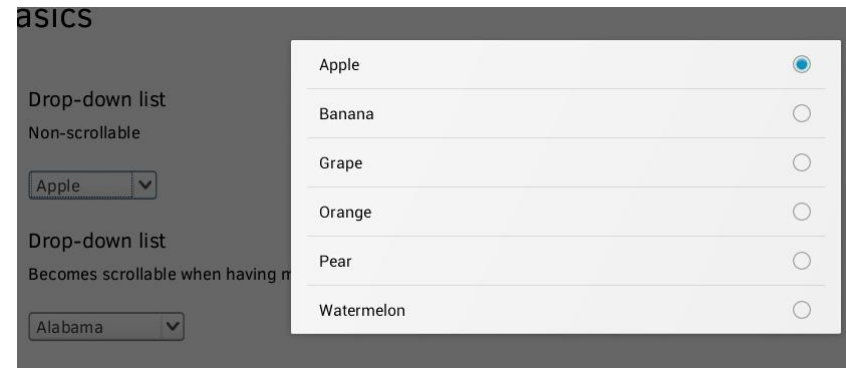 asics
Drop-down list
Non-scrollable
Apple
Drop-down list
Becomes scrollable when having
Alabama
Apple
Banana
Grape
Orange
Pear
Watermelon